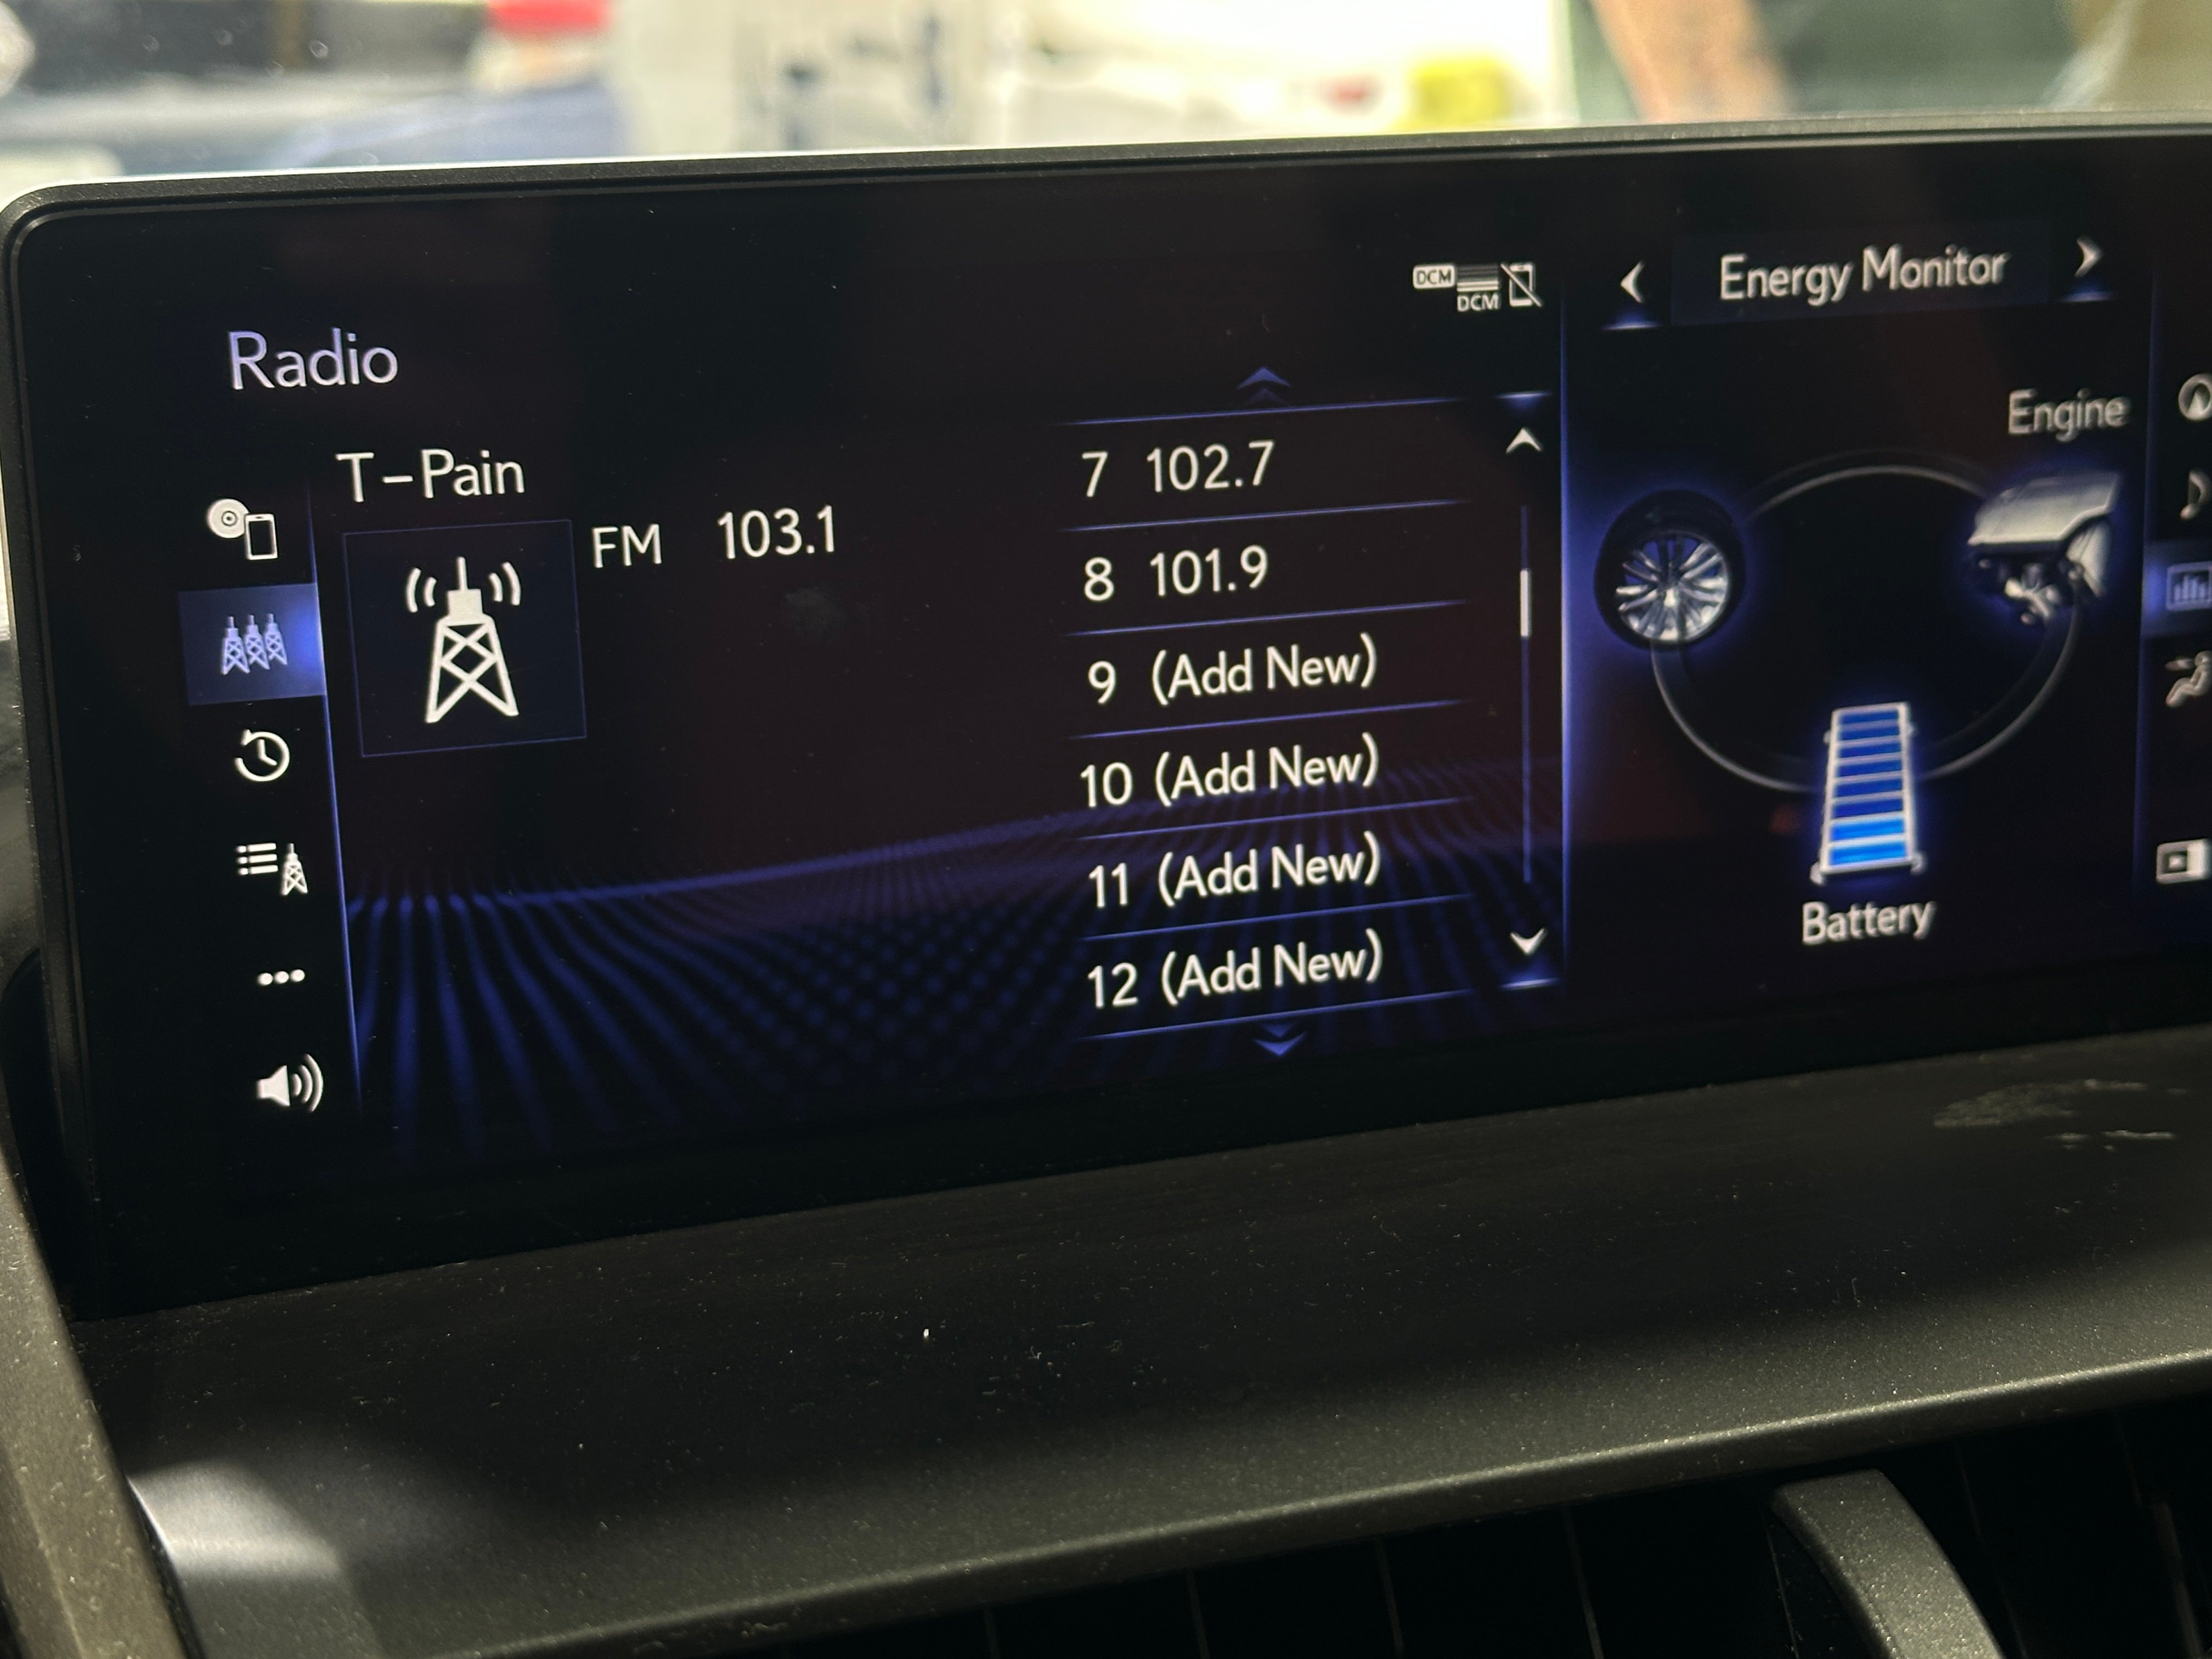 DCM
DCM
Radio
T-Pain
FM 103.1
7 102.7
8 101.9
9 (Add New)
10 (Add New)
11 (Add New)
12 (Add New)
Energy Monitor
Engine
Battery